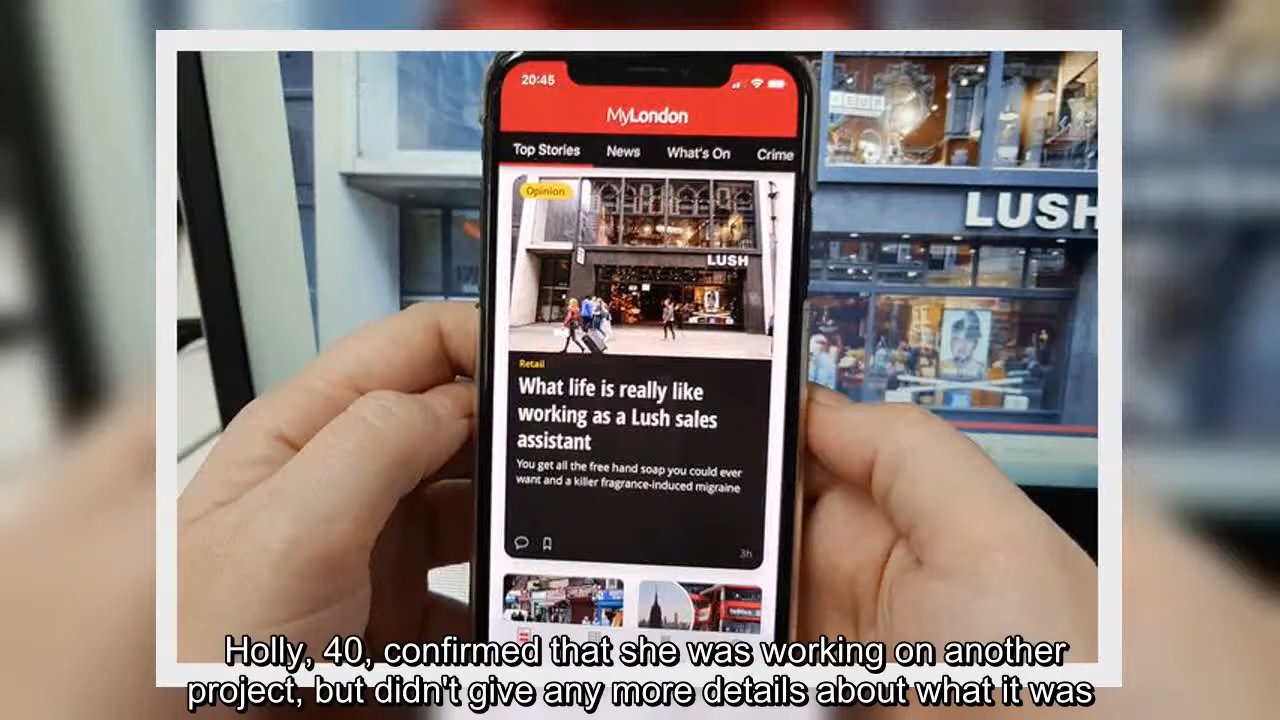 20:45
MyLondon
Top Stories News What's On Crime
Opinion
LUSH
LUSH
Retail
What life is really like
working as a Lush sales
assistant
You get all the free hand soap you could ever
want and a killer fragrance-induced migraine
3h
Holly, 40, confirmed that she was working on another
project, but didn't give any more details about what it was